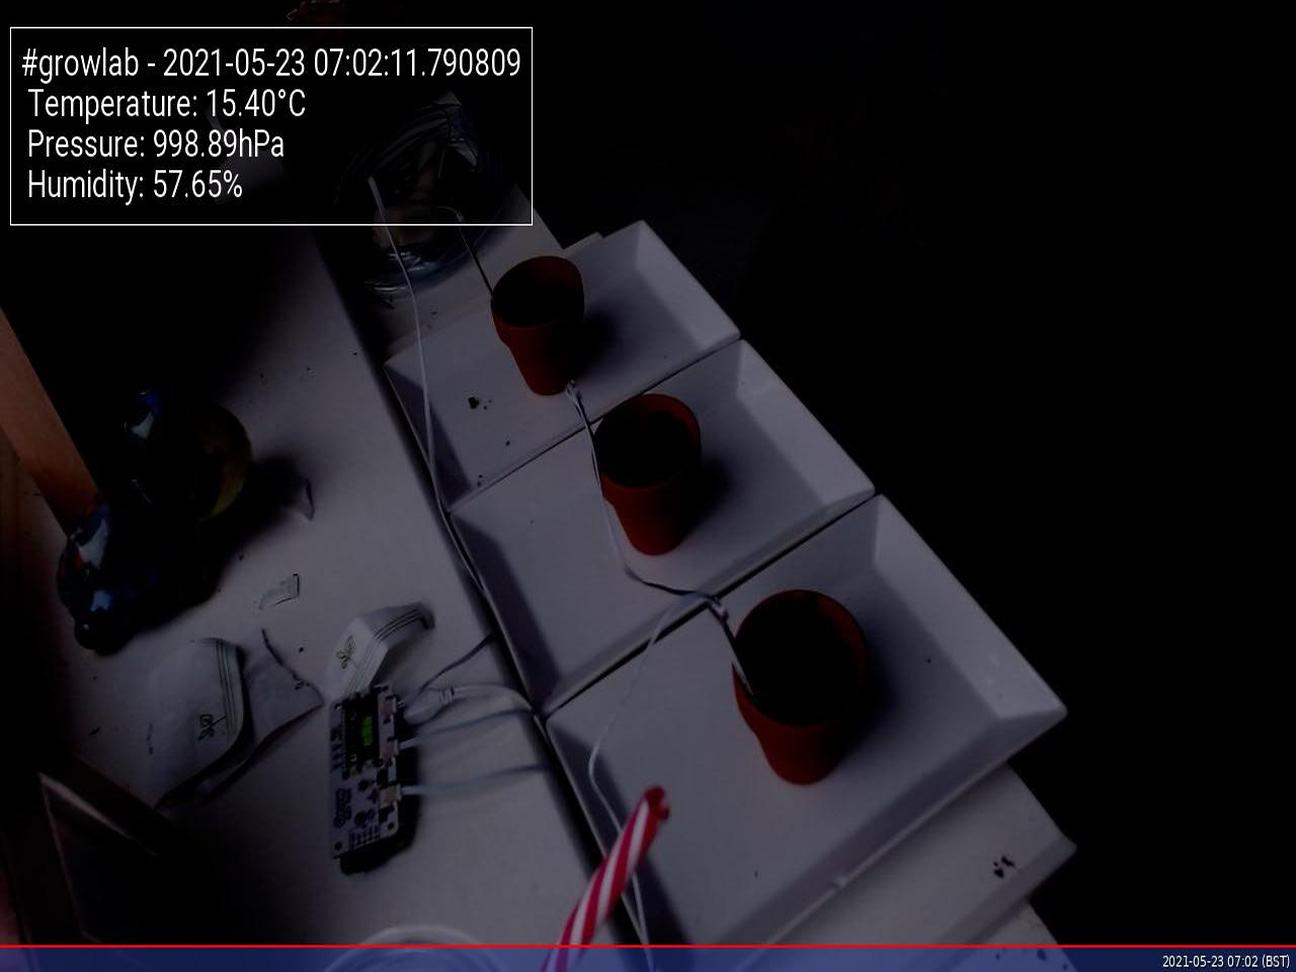 #growlab - 2021-05-23 07:02:11.790809
Temperature: 15.40°C
Pressure: 998.89hPa
Humidity: 57.65%
2021-05-23 07:02 (BST)